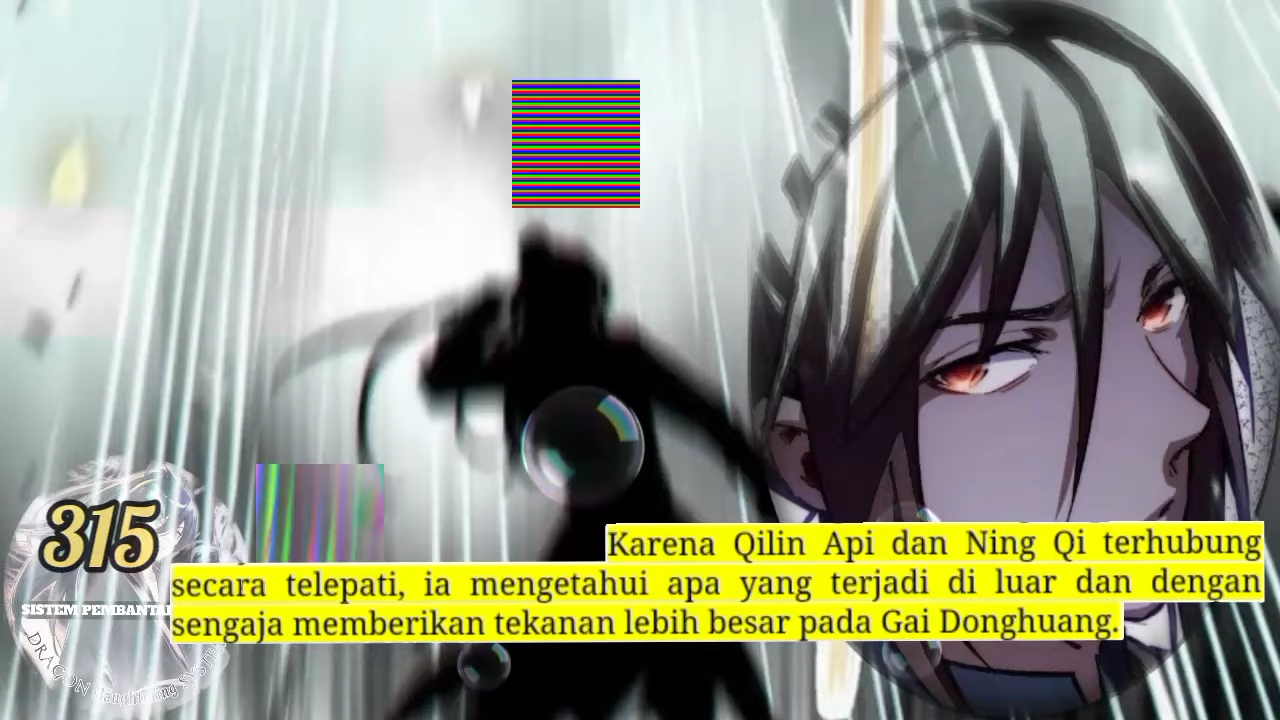 315
Karena Qilin Api dan Ning Qi terhubung
secara telepati, ia mengetahui apa yang terjadi di luar dan dengan
sengaja memberikan tekanan lebih besar pada Gai Donghuang.
SISTEM
DRAGON